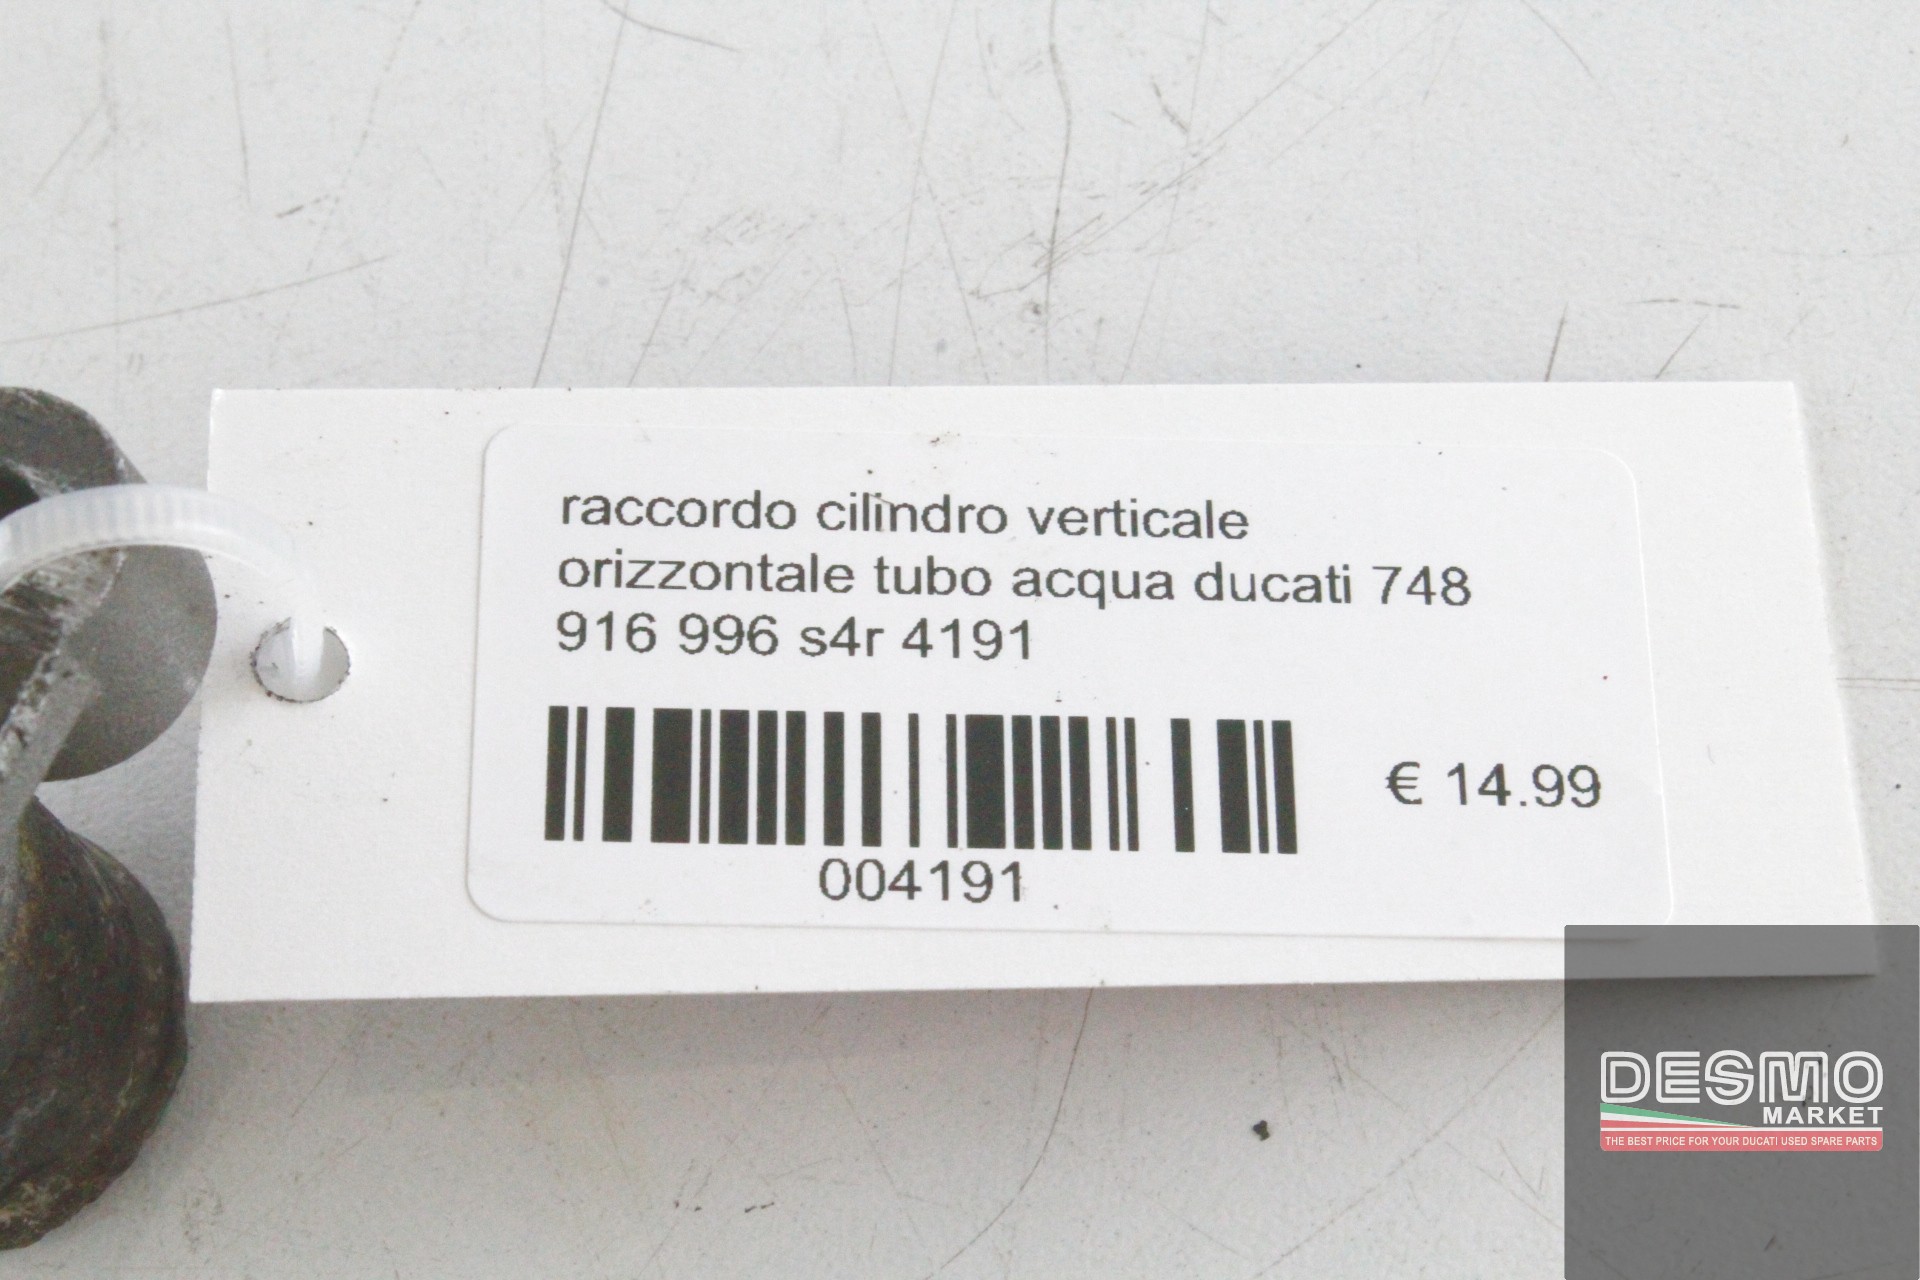 raccordo cilindro verticale
orizzontale tubo acqua ducati 748
916 996 s4r 4191
€ 14.99
004191
DESMO
MARKET
THE BEST PRICE FOR YOUR DUCATI USED SPARE PARTS